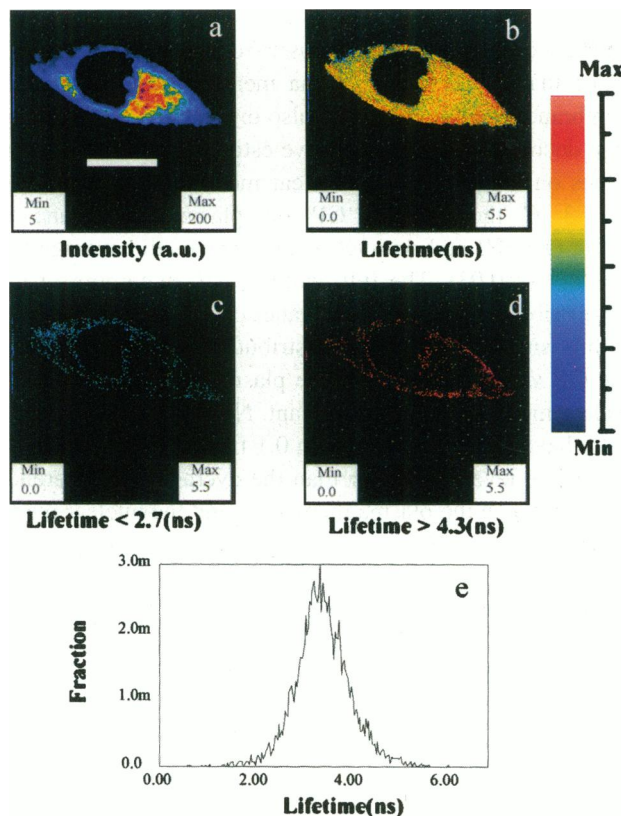 a
b
Max
Min
5
Max
200
Min
0.0
Max
5.5
Intensity (a.u.)
Lifetime(ns)
c
d
Min
0.0
Max
5.5
Min
0.0
Max
5.5
Min
Lifetime < 2.7(ns)
Lifetime > 4.3(ns)
e
Fraction
3.0m
2.0m
1.0m
0.0
0.00
2.00
4.00
6.00
Lifetime(ns)